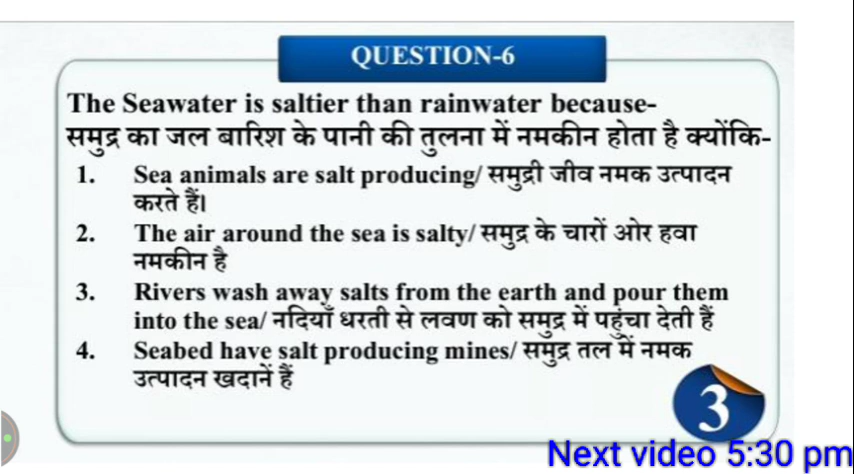 QUESTION-6
The Seawater is saltier than rainwater because-
समुद्र का जल बारिश के पानी की तुलना में नमकीन होता है क्योंकि-
1. Sea animals are salt producing/ समुद्री जीव नमक उत्पादन
करते हैं।
2. The air around the sea is salty/ समुद्र के चारों ओर हवा
नमकीन है
3. Rivers wash away salts from the earth and pour them
into the sea/ नदियाँ धरती से लवण को समुद्र में पहुंचा देती हैं
4. Seabed have salt producing mines/ समुद्र तल में नमक
उत्पादन खदानें हैं
3
Next video 5:30 pm